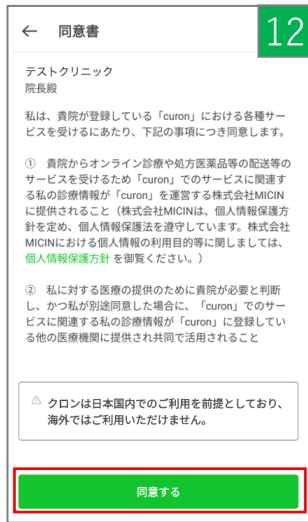 ← 同意書
12
テストクリニック
院長殿
私は、貴院が登録している「curon」における各種サー
ビスを受けるにあたり、下記の事項につき同意します。
① 貴院からオンライン診療や処方医薬品等の配送等の
サービスを受けるため「curon」でのサービスに関連す
る私の診療情報が「curon」を運営する株式会社MICIN
に提供されること（株式会社MICINは、個人情報保護方
針を定め、個人情報保護法を遵守しています。株式会社
MICINにおける個人情報の利用目的等に関しましては、
個人情報保護方針 を御覧ください。）
② 私に対する医療の提供のために貴院が必要と判断
し、かつ私が別途同意した場合に、「curon」でのサー
ビスに関連する私の診療情報が「curon」に登録してい
る他の医療機関に提供され共同で活用されること
クロンは日本国内でのご利用を前提としており、
海外ではご利用いただけません。
同意する